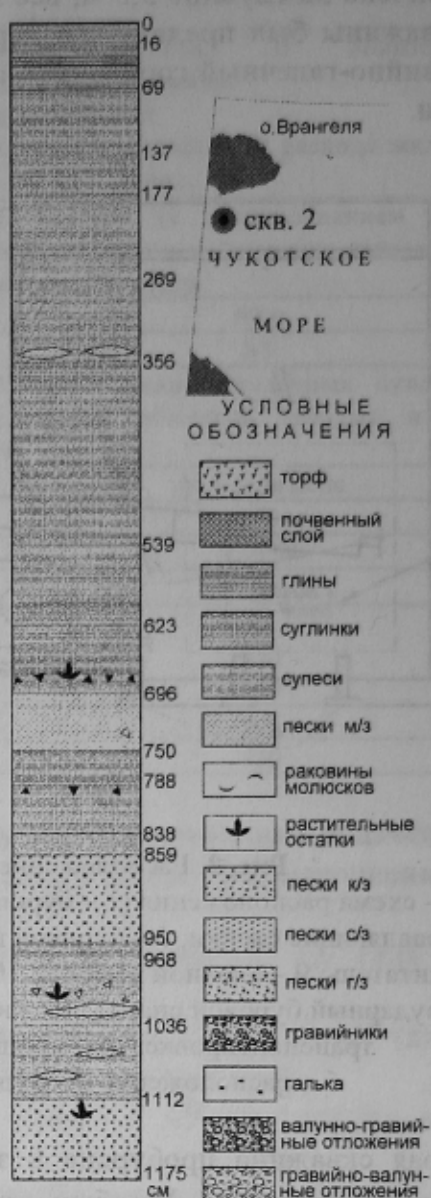 0
16
69
137
177
269
356
539
623
696
750
788
838
859
950
968
1036
1112
1175
см
о.Врангеля
скв. 2
ЧУКОТСКОЕ
МОРЕ
УСЛОВНЫЕ
ОБОЗНАЧЕНИЯ
торф
почвенный
слой
глины
суглинки
супеси
пески м/з
раковины
молюсков
растительные
остатки
пески к/з
пески с/з
пески г/з
гравийники
галька
валунно-гравий-
ные отложения
гравийно-валун-
ные отложения